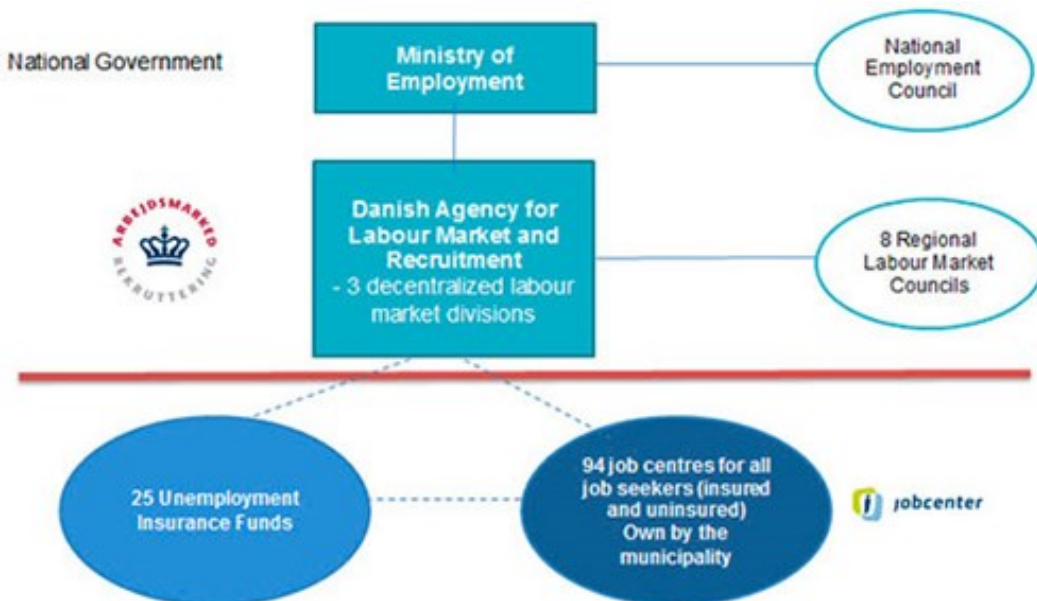 National Government
Ministry of
Employment
National
Employment
Council
ARBEJDSMARKED
REKRUTTERING
Danish Agency for
Labour Market and
Recruitment
- 3 decentralized labour
market divisions
8 Regional
Labour Market
Councils
25 Unemployment
Insurance Funds
94 job centres for all
job seekers (insured
and uninsured)
Own by the
municipality
jobcenter